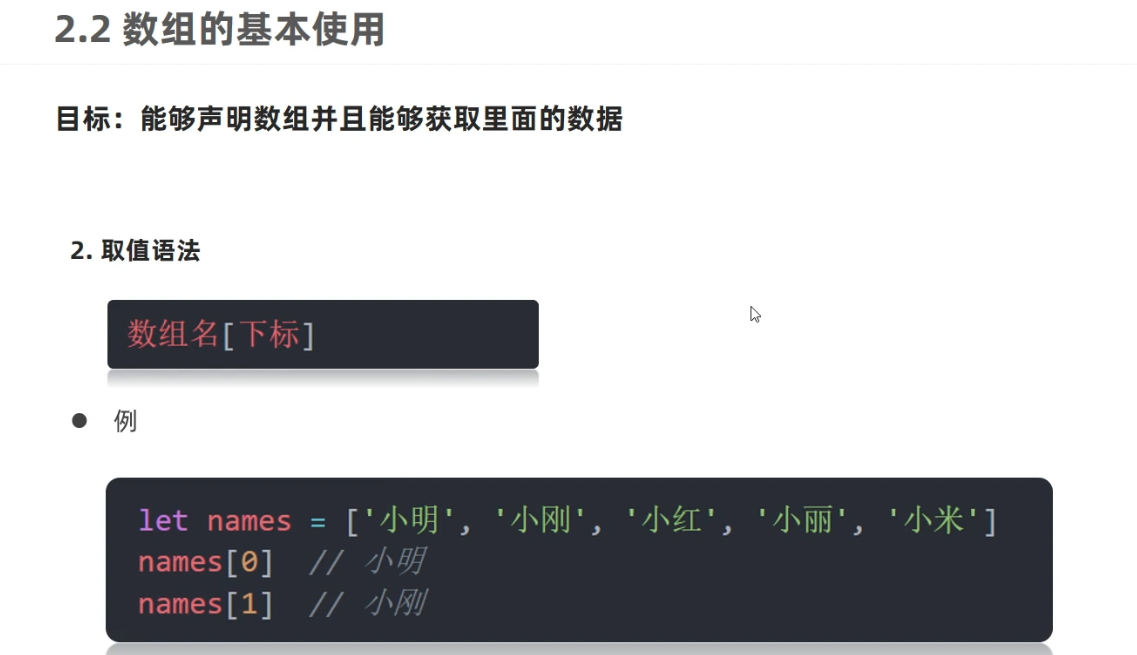 2.2 数组的基本使用
目标：能够声明数组并且能够获取里面的数据
2. 取值语法
数组名[下标]
● 例
let names = ['小明', '小刚', '小红', '小丽', '小米']
names[0]  // 小明
names[1]  // 小刚